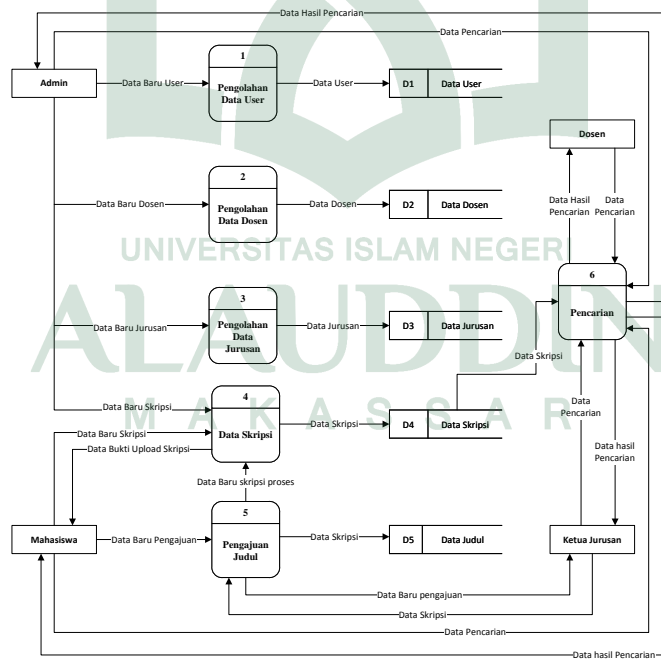 Data Hasil Pencarian
Data Pencarian
Admin
Data Baru User
1
Pengolahan
Data User
Data User
D1
Data User
Dosen
2
Pengolahan
Data Dosen
Data Baru Dosen
Data Dosen
D2
Data Dosen
Data Hasil
Pencarian
Data
Pencarian
UNIVERSITAS ISLAM NEGERI
6
Pencarian
ALAUDDIN
3
Pengolahan
Data
Jurusan
Data Baru Jurusan
Data Jurusan
D3
Data Jurusan
Data Skripsi
MAKASSAR
4
Data Skripsi
Data Baru Skripsi
Data Baru Skripsi
Data Bukti Upload Skripsi
Data Skripsi
D4
Data Skripsi
Data
Pencarian
Data hasil
Pencarian
Data Baru skripsi proses
Mahasiswa
Data Baru Pengajuan
5
Pengajuan
Judul
Data Skripsi
D5
Data Judul
Ketua Jurusan
Data Baru pengajuan
Data Skripsi
Data Pencarian
Data hasil Pencarian